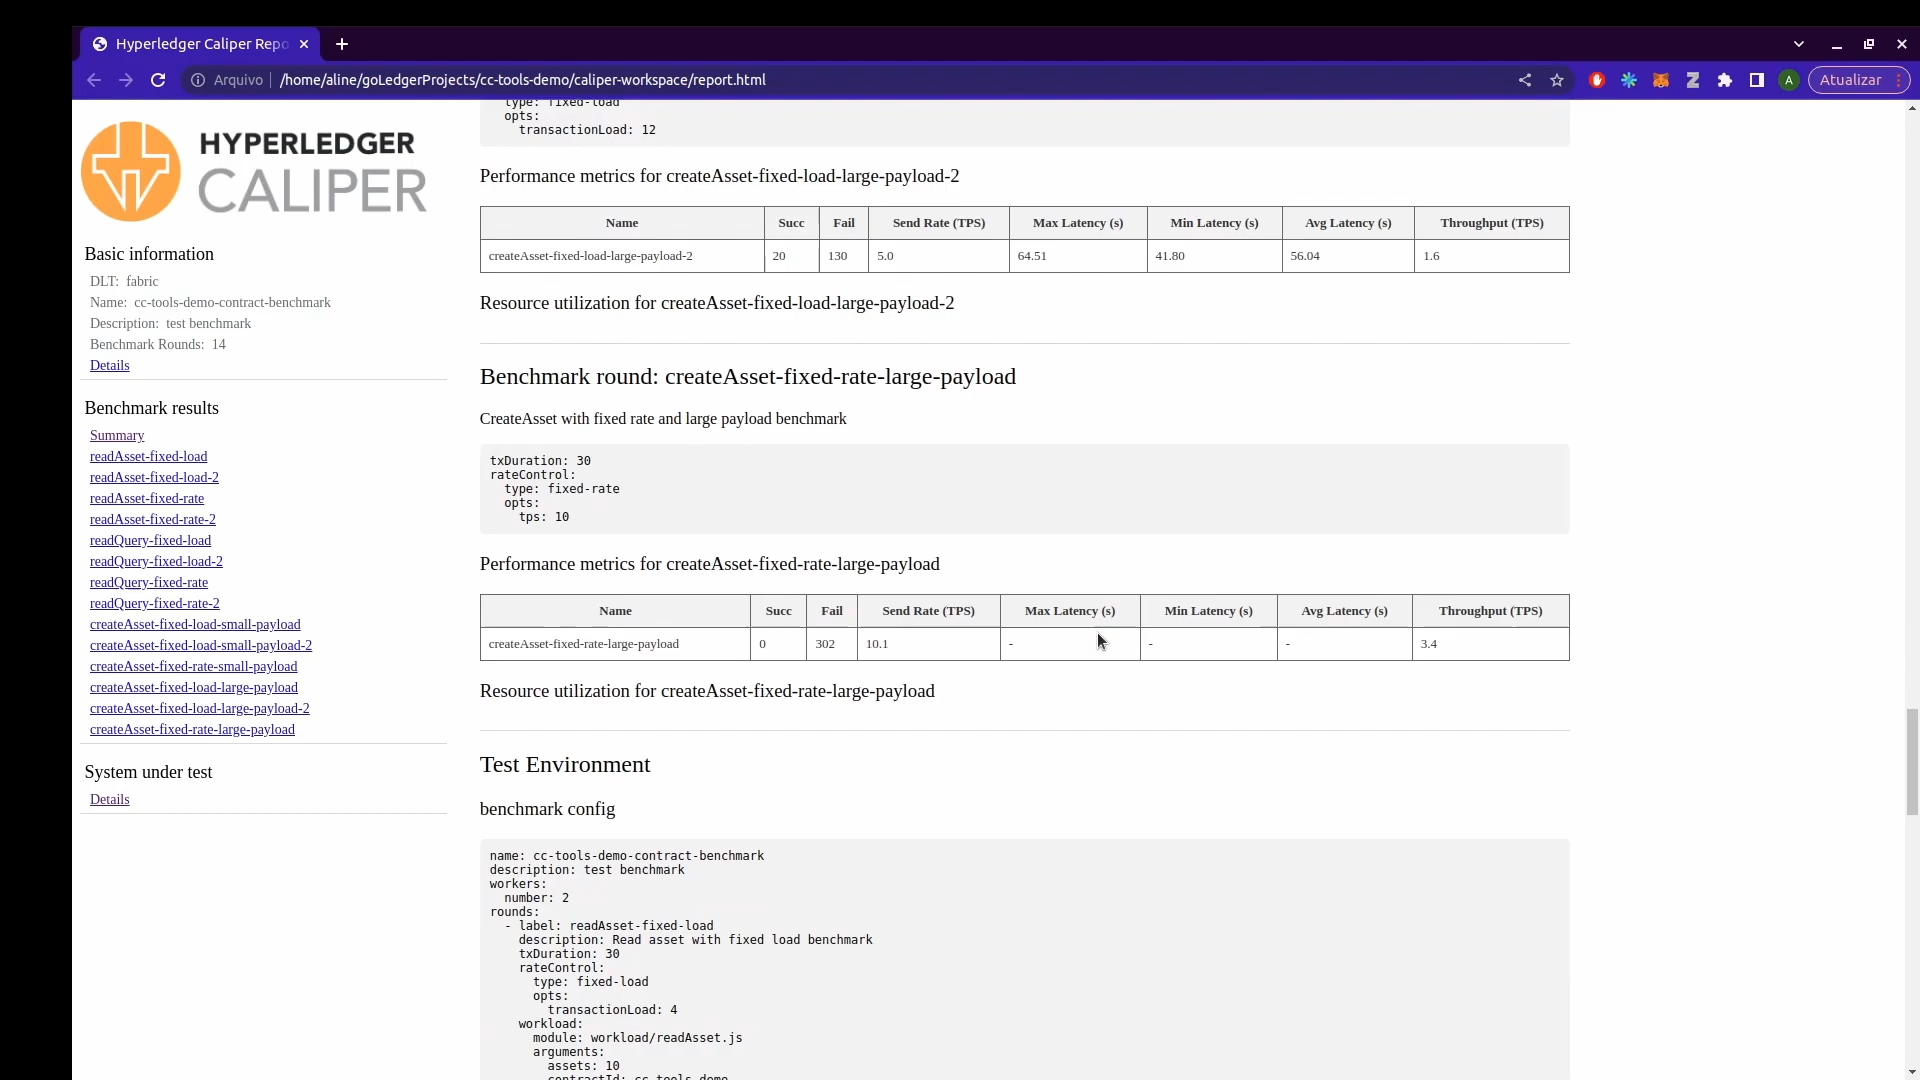 Hyperledger Caliper Repo
Arquivo /home/aline/goLedgerProjects/cc-tools-demo/caliper-workspace/report.html
A
Atualizar
HYPERLEDGER
CALIPER
Basic information
DLT: fabric
Name: cc-tools-demo-contract-benchmark
Description: test benchmark
Benchmark Rounds: 14
Details
Benchmark results
Summary
readAsset-fixed-load
readAsset-fixed-load-2
readAsset-fixed-rate
readAsset-fixed-rate-2
readQuery-fixed-load
readQuery-fixed-load-2
readQuery-fixed-rate
readQuery-fixed-rate-2
createAsset-fixed-load-small-payload
createAsset-fixed-load-small-payload-2
createAsset-fixed-rate-small-payload
createAsset-fixed-load-large-payload
createAsset-fixed-load-large-payload-2
createAsset-fixed-rate-large-payload
System under test
Details
type: fixed-load
opts:
transactionLoad: 12
Performance metrics for createAsset-fixed-load-large-payload-2
Name Succ Fail Send Rate (TPS) Max Latency (s) Min Latency (s) Avg Latency (s) Throughput (TPS)
createAsset-fixed-load-large-payload-2 20 130 5.0 64.51 41.80 56.04 1.6
Resource utilization for createAsset-fixed-load-large-payload-2
Benchmark round: createAsset-fixed-rate-large-payload
CreateAsset with fixed rate and large payload benchmark
txDuration: 30
rateControl:
type: fixed-rate
opts:
tps: 10
Performance metrics for createAsset-fixed-rate-large-payload
Name Succ Fail Send Rate (TPS) Max Latency (s) Min Latency (s) Avg Latency (s) Throughput (TPS)
createAsset-fixed-rate-large-payload 0 302 10.1 - - - 3.4
Resource utilization for createAsset-fixed-rate-large-payload
Test Environment
benchmark config
name: cc-tools-demo-contract-benchmark
description: test benchmark
workers:
number: 2
rounds:
- label: readAsset-fixed-load
description: Read asset with fixed load benchmark
txDuration: 30
rateControl:
type: fixed-load
opts:
transactionLoad: 4
workload:
module: workload/readAsset.js
arguments:
assets: 10
contractId: cc-tools-demo